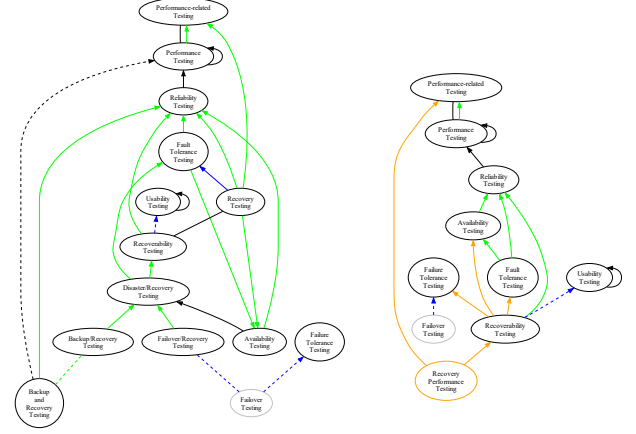 Performance-related
Testing
Performance
Testing
Reliability
Testing
Fault
Tolerance
Testing
Usability
Testing
Recovery
Testing
Recoverability
Testing
Disaster/Recovery
Testing
Backup/Recovery
Testing
Failover/Recovery
Testing
Availability
Testing
Failure
Tolerance
Testing
Backup
and
Recovery
Testing
Failover
Testing
Performance-related
Testing
Performance
Testing
Reliability
Testing
Availability
Testing
Failure
Tolerance
Testing
Fault
Tolerance
Testing
Usability
Testing
Failover
Testing
Recoverability
Testing
Recovery
Performance
Testing